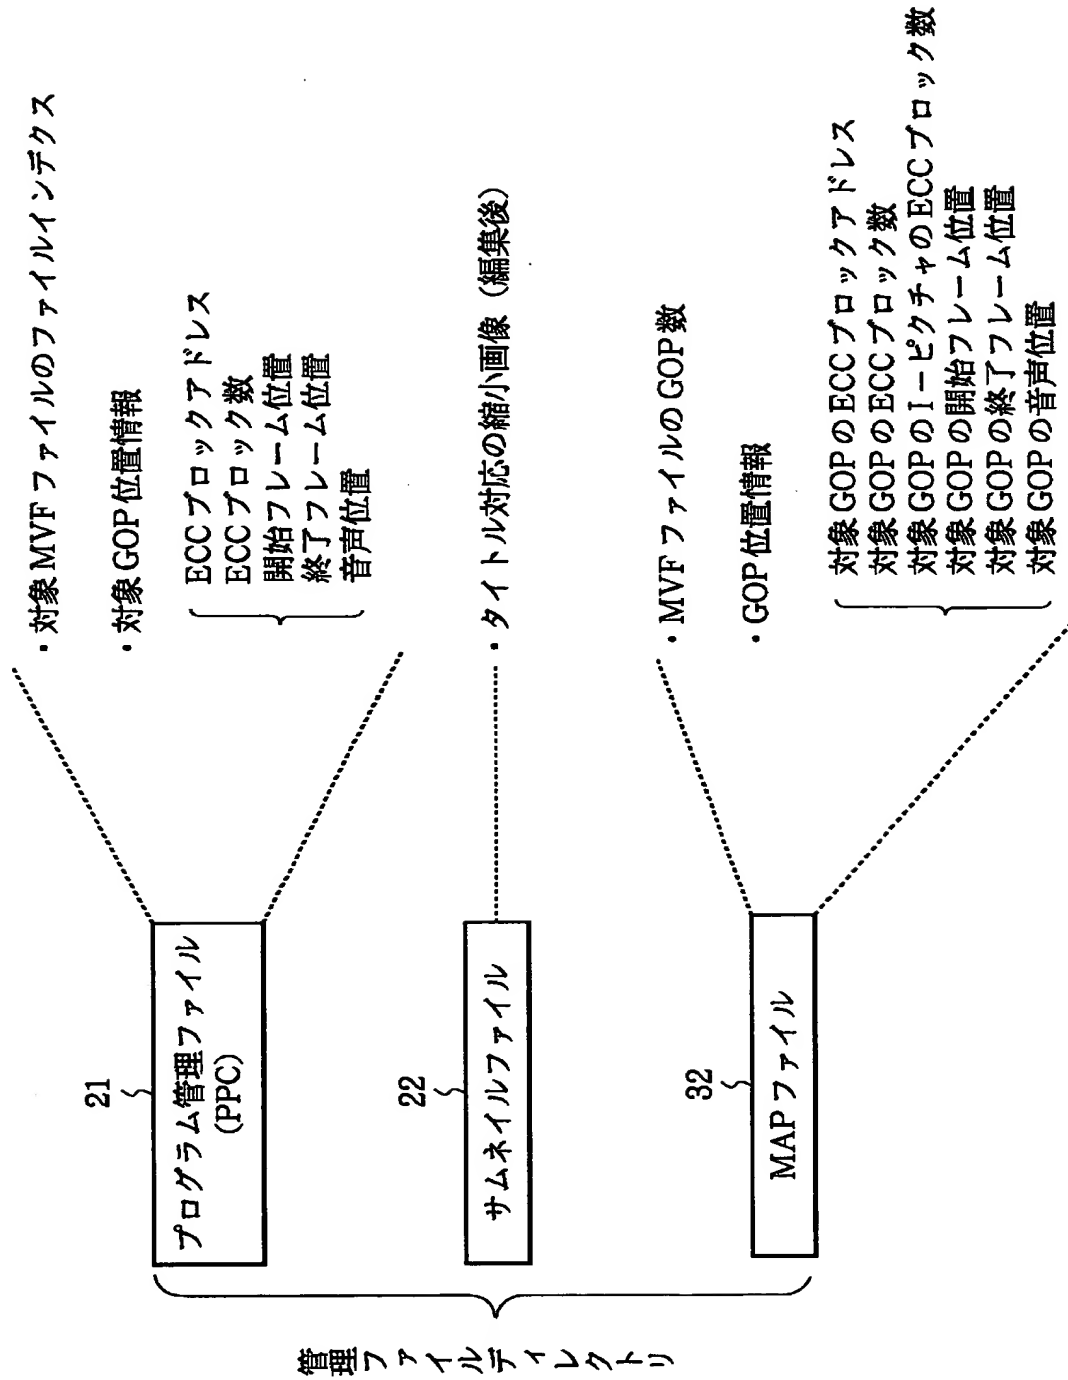 管理ファイルディレクトリ
21
プログラム管理ファイル
(PPC)
・対象MVFファイルのファイルインデクス
・対象GOP位置情報
ECCブロックアドレス
ECCブロック数
開始フレーム位置
終了フレーム位置
音声位置
22
サムネイルファイル
・タイトル対応の縮小画像（編集後）
32
MAPファイル
・MVFファイルのGOP数
・GOP位置情報
対象GOPのECCブロックアドレス
対象GOPのECCブロック数
対象GOPのI－ピクチャのECCブロック数
対象GOPの開始フレーム位置
対象GOPの終了フレーム位置
対象GOPの音声位置